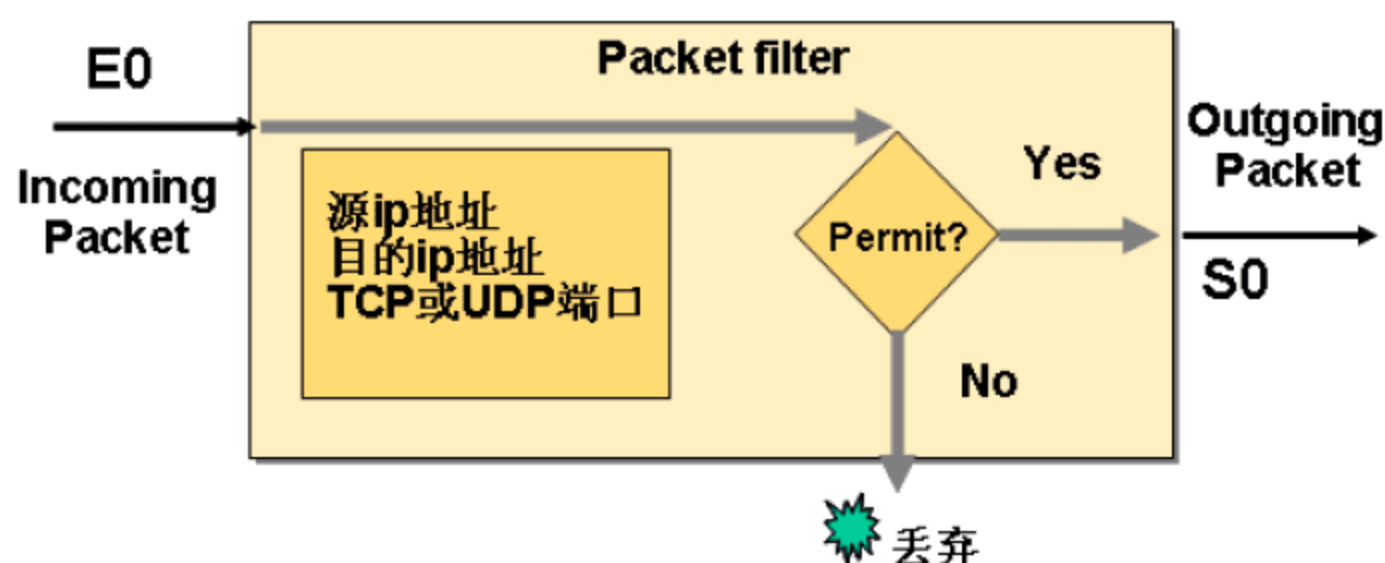 Packet filter
E0
Incoming
Packet
源ip地址
目的ip地址
TCP或UDP端口
Permit?
Yes
No
Outgoing
Packet
S0
丢弃